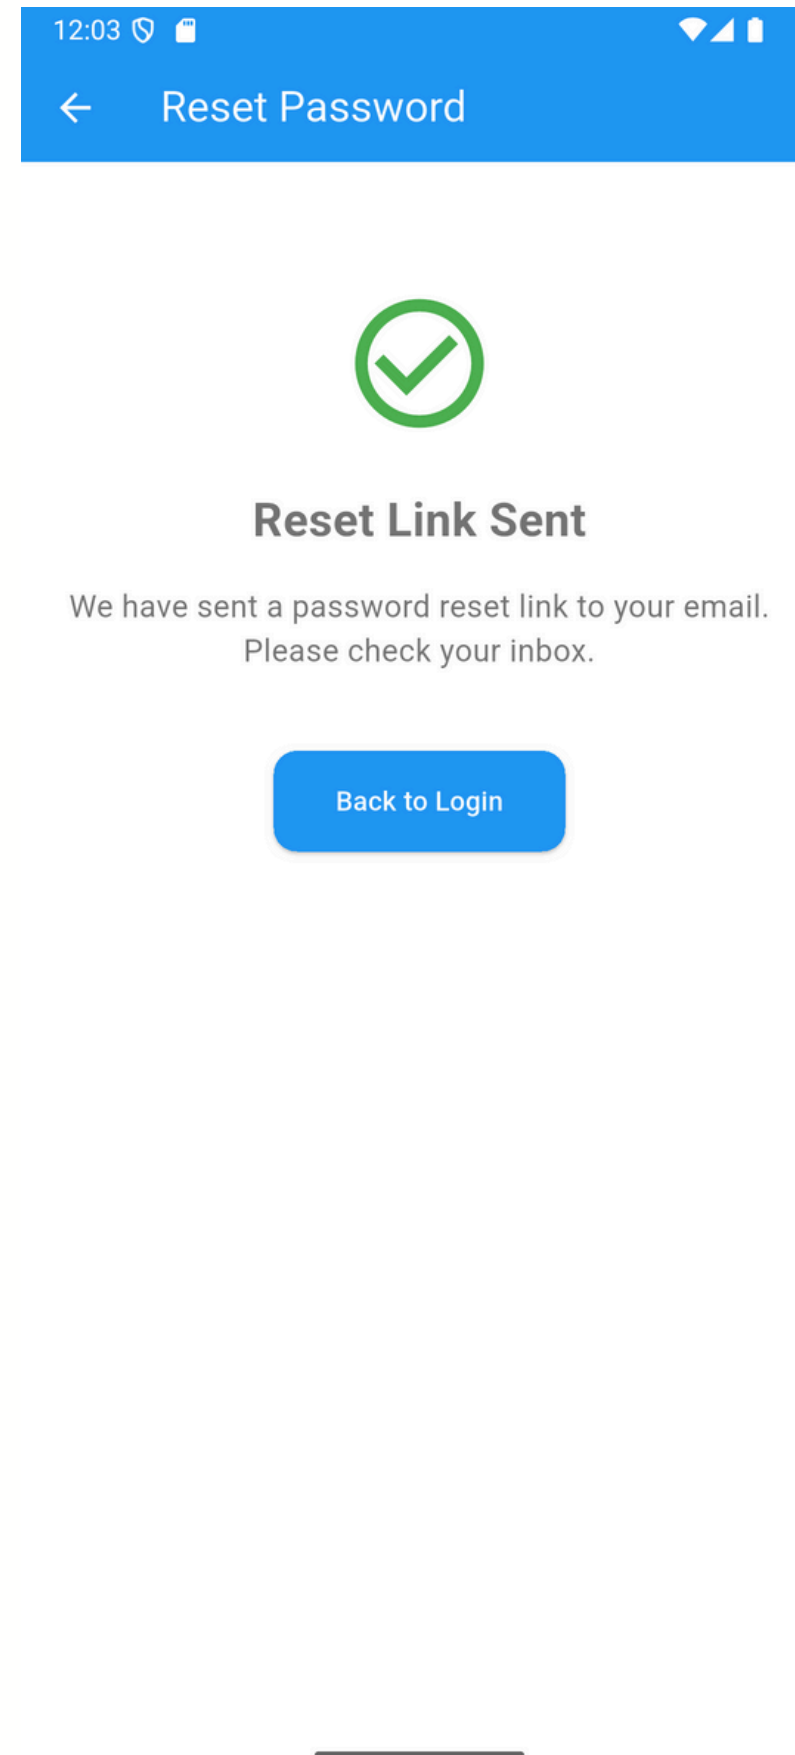 12:03
Reset Password
Reset Link Sent
We have sent a password reset link to your email.
Please check your inbox.
Back to Login